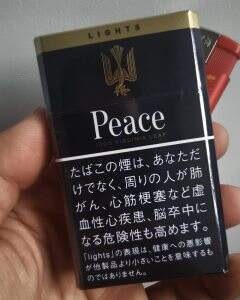 LIGHTS
Peace
VIRGINIA LEAF
たばこの煙は、あなただ
けでなく、周りの人が肺
がん、心筋梗塞など虚
血性心疾患、脳卒中に
なる危険性も高めます。
「lights」の表現は、健康への悪影響
が他製品より小さいことを意味するも
のではありません。